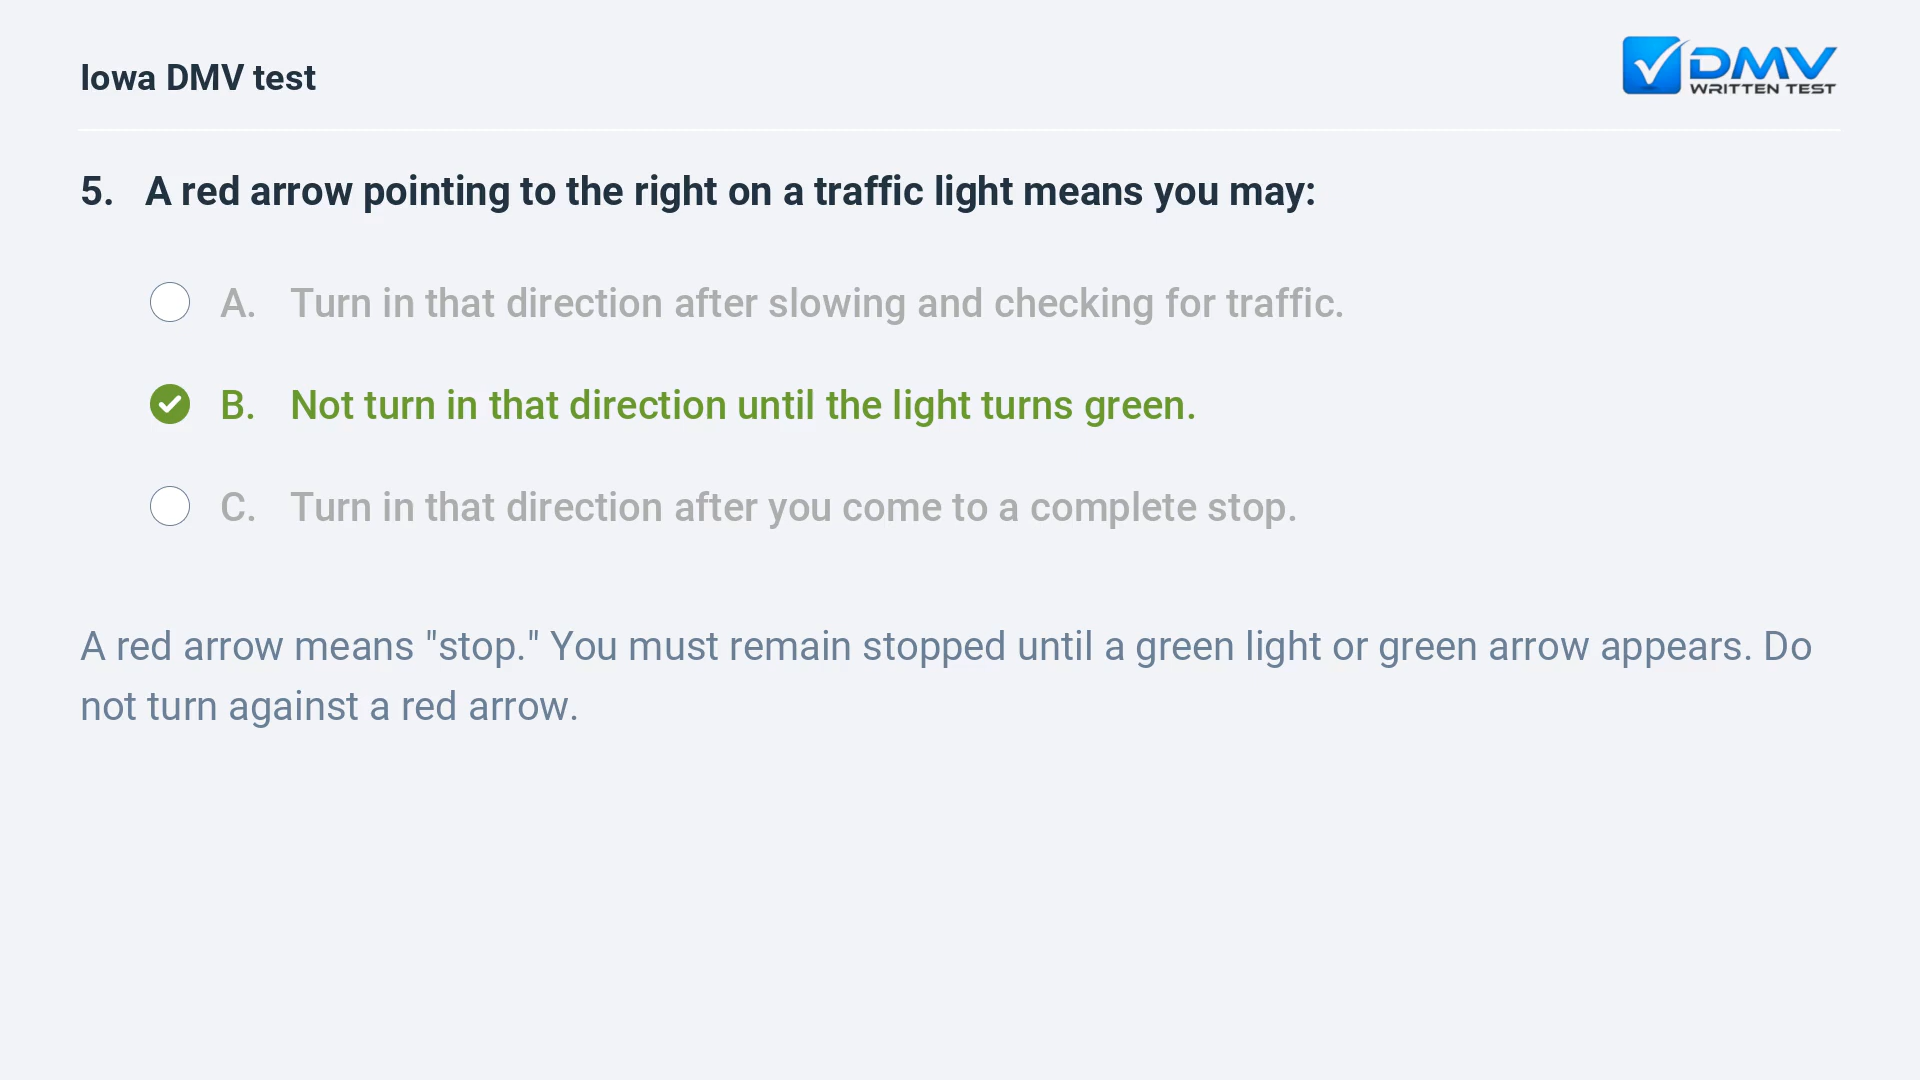 Iowa DMV test
DMV
WRITTEN TEST
5. A red arrow pointing to the right on a traffic light means you may:
A. Turn in that direction after slowing and checking for traffic.
B. Not turn in that direction until the light turns green.
C. Turn in that direction after you come to a complete stop.
A red arrow means "stop." You must remain stopped until a green light or green arrow appears. Do
not turn against a red arrow.